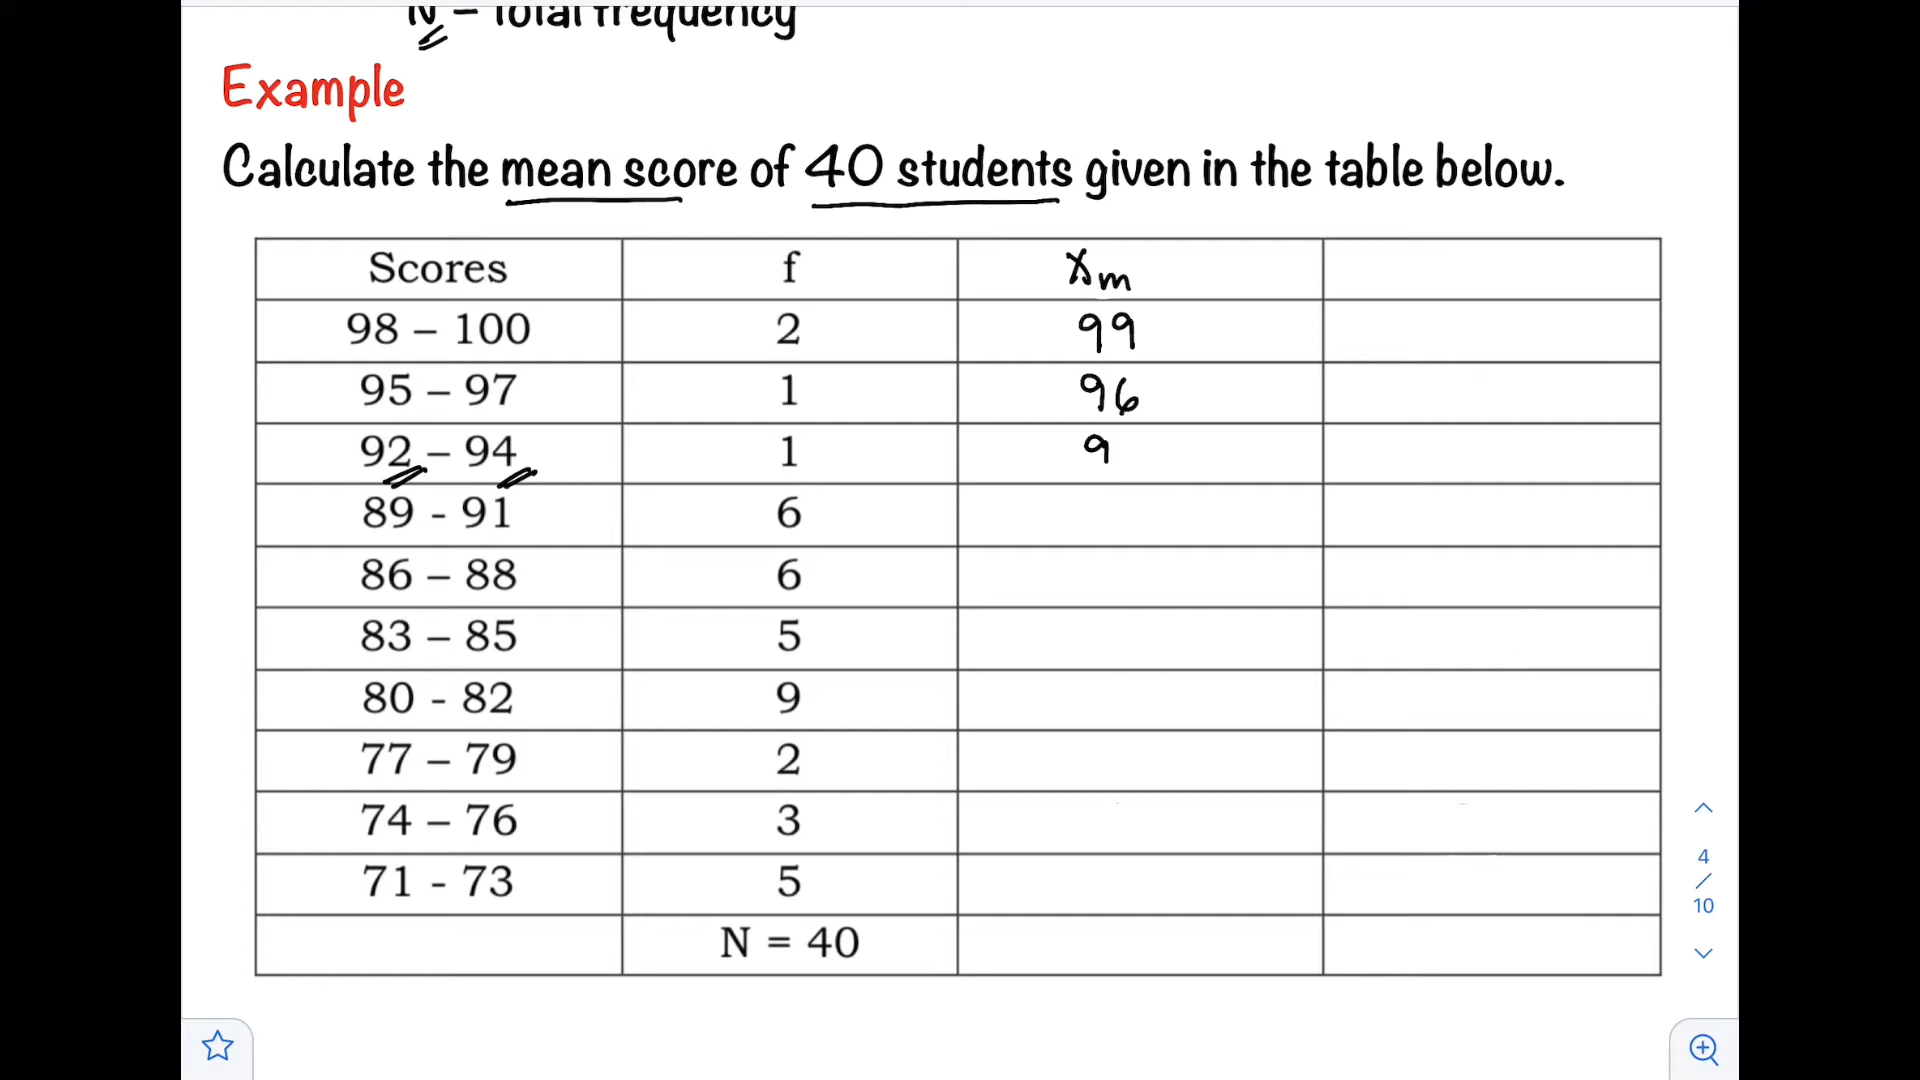 N – Total frequency
Example
Calculate the mean score of 40 students given in the table below.
Scores f Xm
98 – 100 2 99
95 – 97 1 96
92 – 94 1 9
89 - 91 6
86 – 88 6
83 – 85 5
80 - 82 9
77 – 79 2
74 – 76 3
71 - 73 5
N = 40
4
/
10